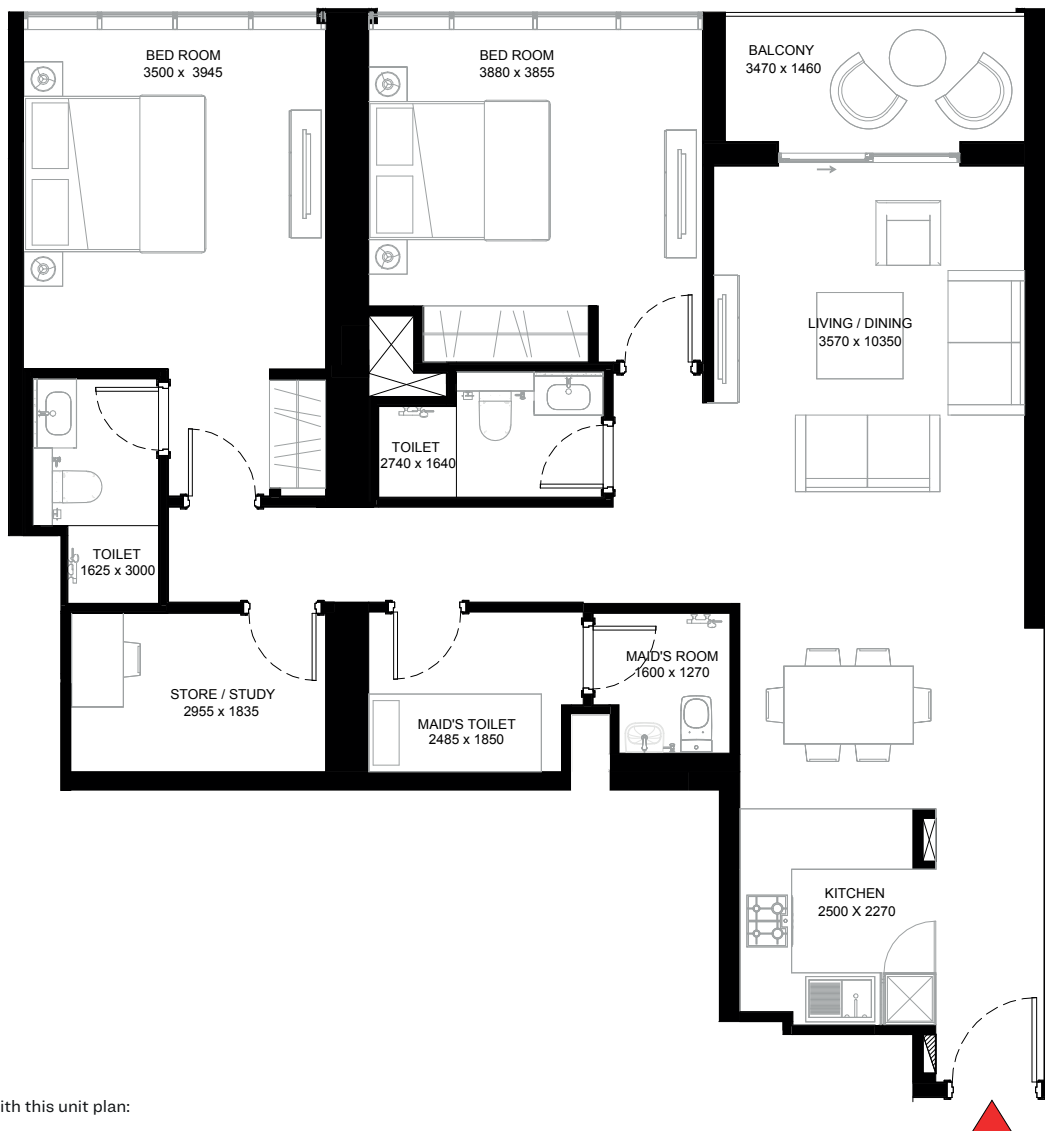 BED ROOM
3500 x 3945
BED ROOM
3880 x 3855
BALCONY
3470 x 1460
LIVING / DINING
3570 x 10350
TOILET
2740 x 1640
TOILET
1625 x 3000
STORE / STUDY
2955 x 1835
MAID'S TOILET
2485 x 1850
MAID'S ROOM
1600 x 1270
KITCHEN
2500 X 2270
with this unit plan: